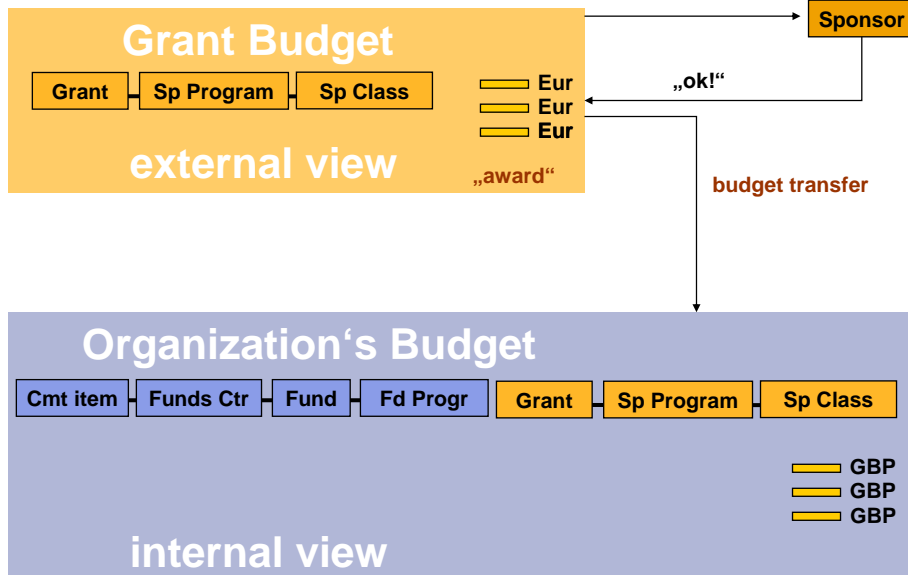 Grant Budget
Sponsor
Grant
Sp Program
Sp Class
Eur
Eur
Eur
„ok!“
external view
„award“
budget transfer
Organization‘s Budget
Cmt item
Funds Ctr
Fund
Fd Progr
Grant
Sp Program
Sp Class
GBP
GBP
GBP
internal view